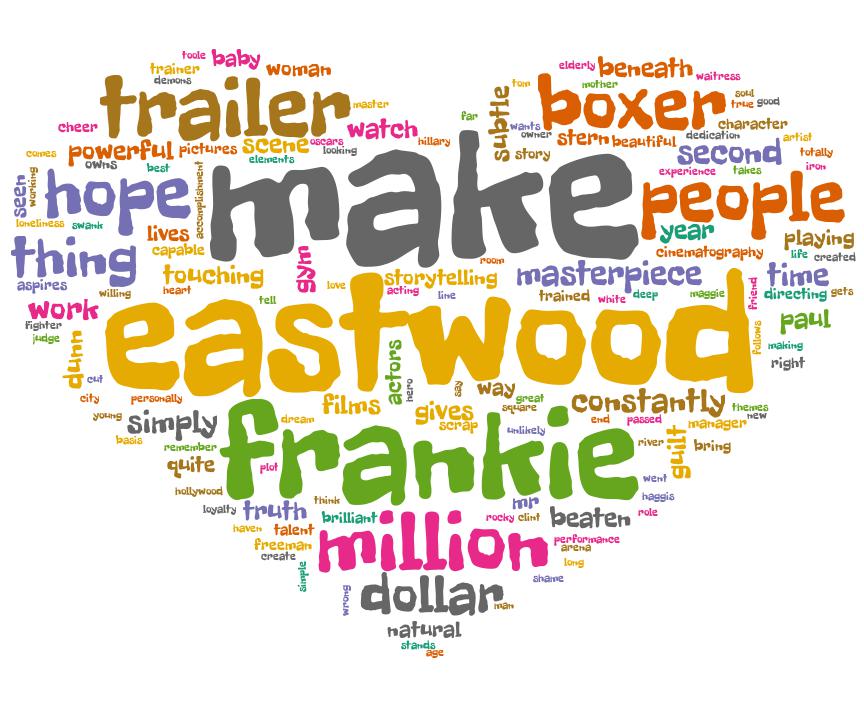 toole
baby
trainer
demons
woman
trailer
master
cheer
watch
powerful
pictures
scene
oscars
looking
elements
hillary
comes
owns
best
seen
working
hope
accomplishment
loneliness
swank
lives
thing
capable
aspires
touching
gym
willing
heart
far
subtle
tom
wants
owner
story
elderly
beneath
waitress
mother
boxer
soul
true
good
character
stern
beautiful
dedication
artist
second
totally
experience
takes
iron
make
people
year
cinematography
playing
life
created
room
love
storytelling
acting
line
masterpiece
time
tell
trained
white
deep
maggie
friend
directing
gets
work
fighter
judge
eastwood
paul
follows
making
right
dunn
cut
actors
hero
say
way
city
personally
films
gives
great
square
constantly
themes
new
young
simply
dream
scrap
end
passed
manager
basis
unlikely
remember
frankie
river
guilt
bring
quite
plot
went
hollywood
think
mr
haggis
loyalty
truth
brilliant
rocky
clint
beaten
role
haven
talent
million
performance
freeman
arena
create
long
simple
shame
wrong
dollar
man
natural
stands
age